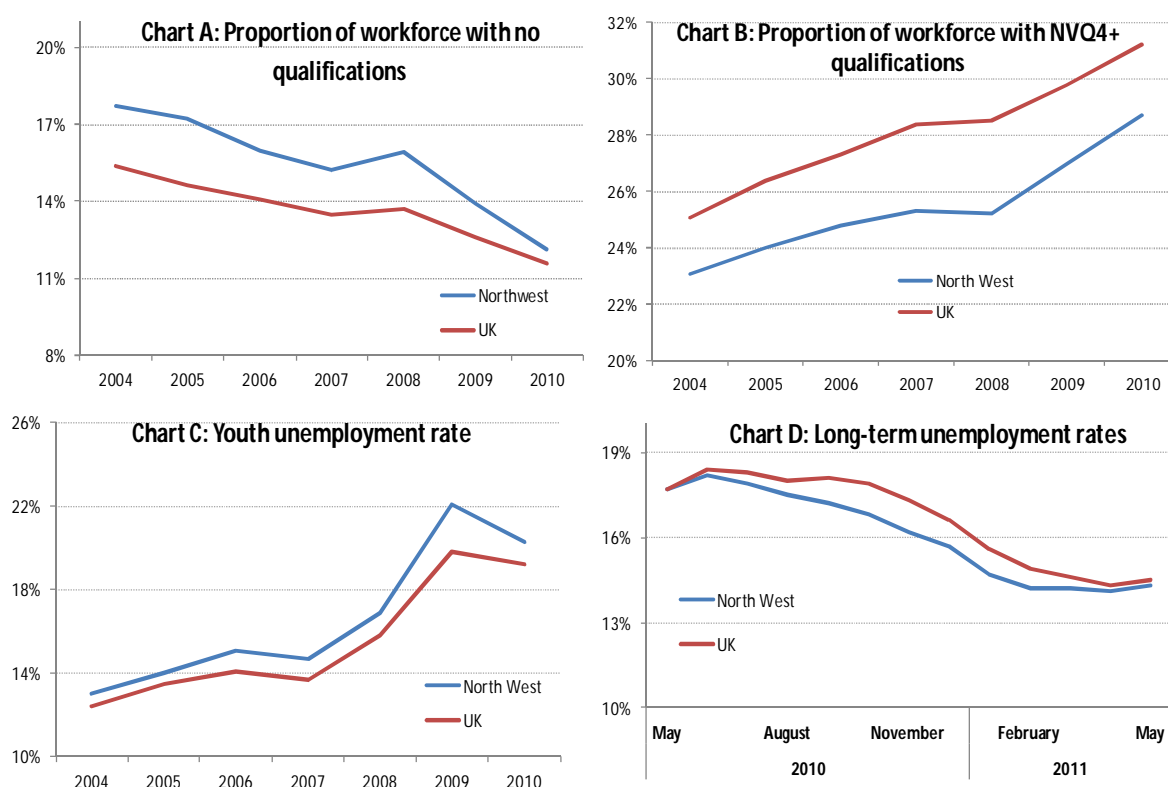 Chart A: Proportion of workforce with no
qualifications
20%
17%
14%
11%
8%
Northwest
UK
2004 2005 2006 2007 2008 2009 2010
Chart B: Proportion of workforce with NVQ4+
qualifications
32%
30%
28%
26%
24%
22%
20%
North West
UK
2004 2005 2006 2007 2008 2009 2010
Chart C: Youth unemployment rate
26%
22%
18%
14%
10%
North West
UK
2004 2005 2006 2007 2008 2009 2010
Chart D: Long-term unemployment rates
19%
16%
13%
10%
North West
UK
May August November February May
2010 2011